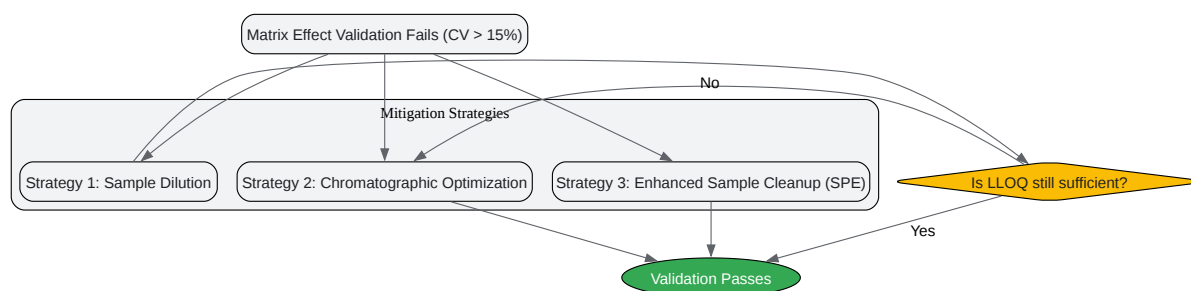 Matrix Effect Validation Fails (CV > 15%)
No
Mitigation Strategies
Strategy 1: Sample Dilution
Strategy 2: Chromatographic Optimization
Strategy 3: Enhanced Sample Cleanup (SPE)
Is LLOQ still sufficient?
Yes
Validation Passes